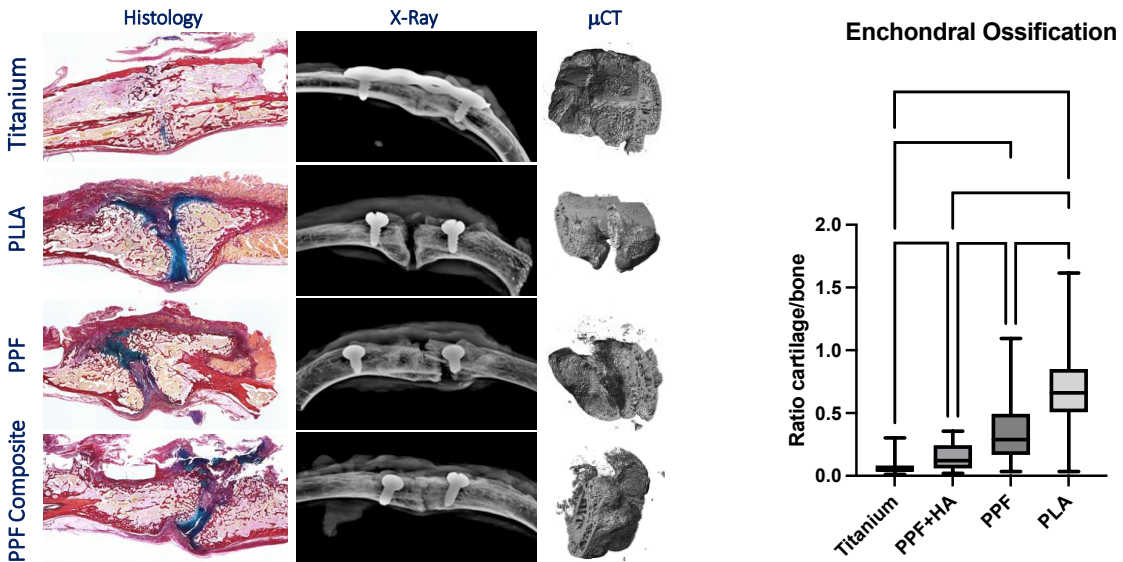 Histology
X-Ray
μCT
Titanium
PLLA
PPF
PPF Composite
Enchondral Ossification
Ratio cartilage/bone
2.0
1.5
1.0
0.5
0.0
Titanium
PPF+HA
PPF
PLA